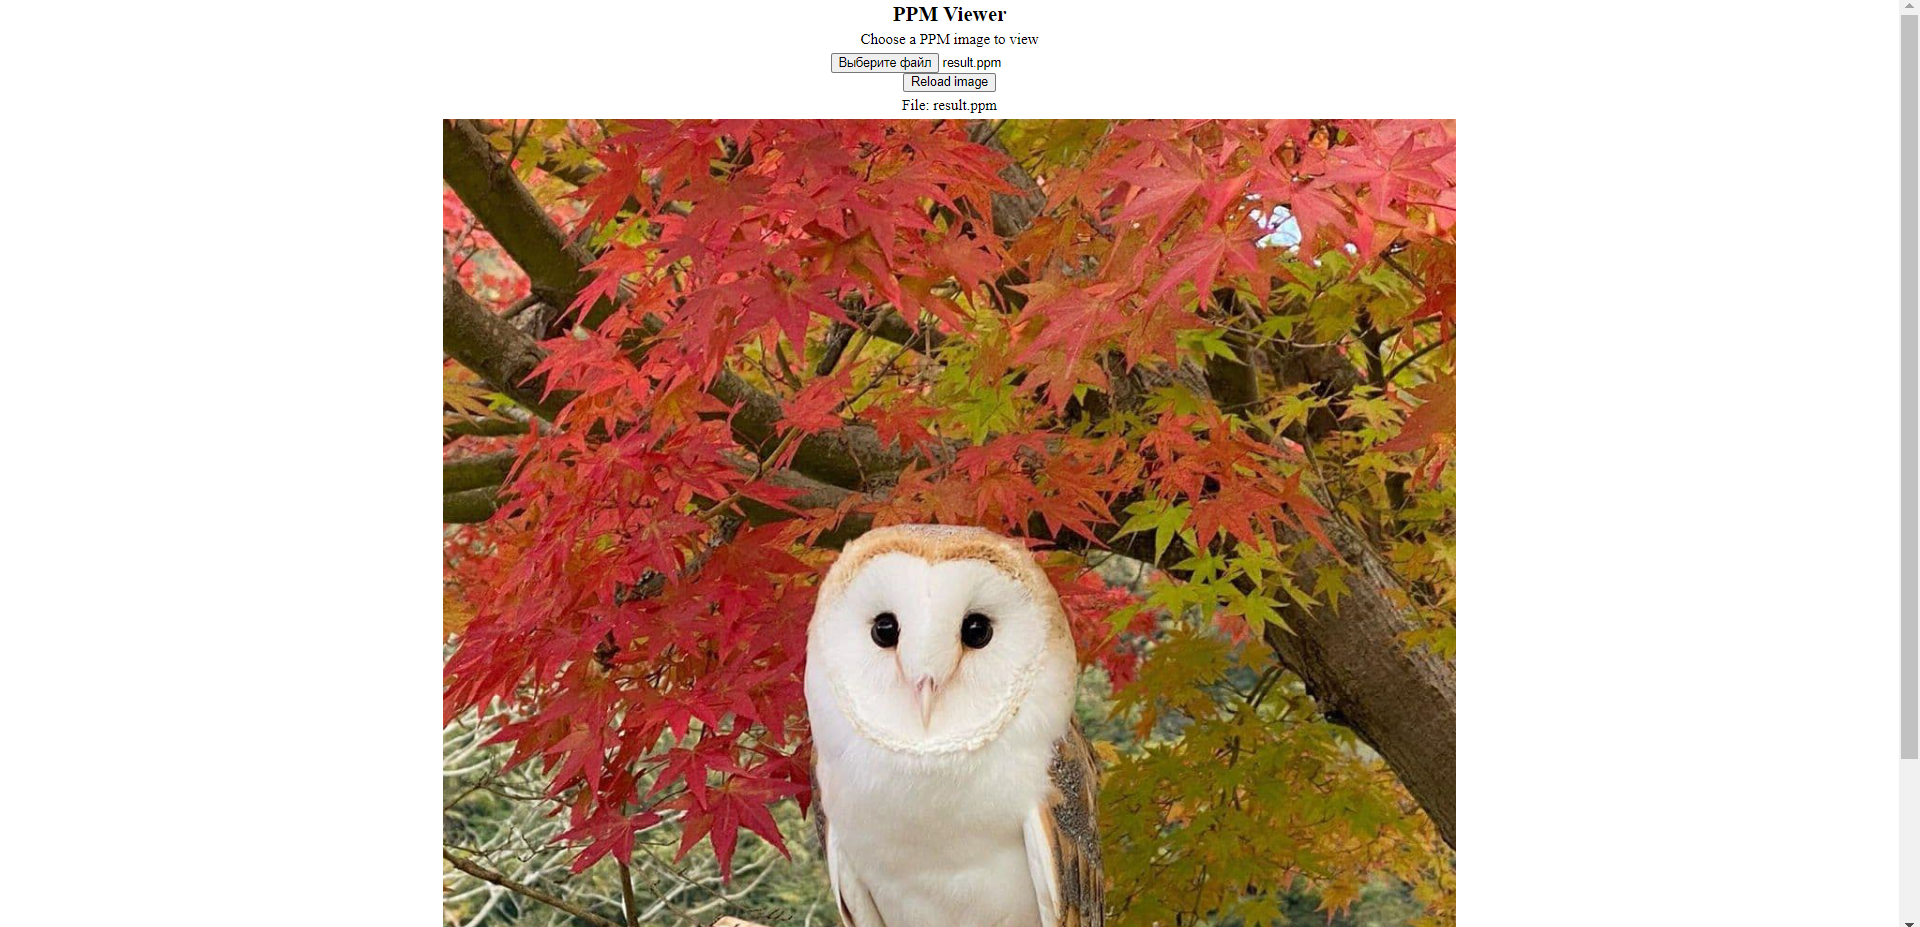 PPM Viewer
Choose a PPM image to view
Выберите файл result.ppm
Reload image
File: result.ppm